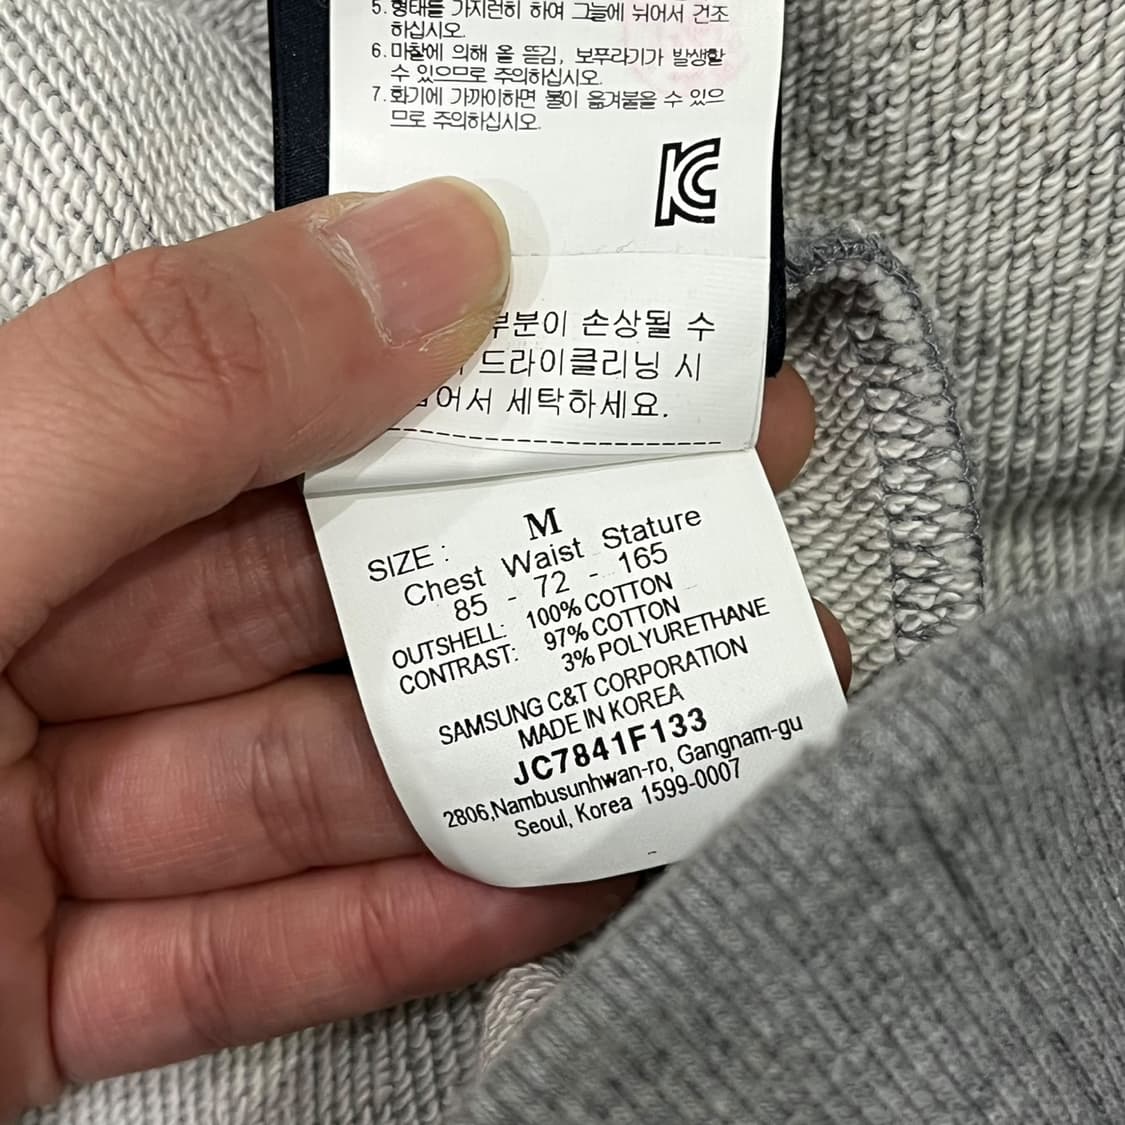 5. 형태를 가지런히 하여 그늘에 뉘어서 건조
하십시오.
6. 마찰에 의해 올 뜯김, 보푸라기가 발생할
수 있으므로 주의하십시오.
7. 화기에 가까이하면 불이 옮겨붙을 수 있으
므로 주의하십시오.
KC
부분이 손상될 수
드라이클리닝 시
어서 세탁하세요.
SIZE : M
Chest Waist Stature
85 - 72 - 165
OUTSHELL: 100% COTTON
CONTRAST: 97% COTTON
3% POLYURETHANE
SAMSUNG C&T CORPORATION
MADE IN KOREA
JC7841F133
2806,Nambusunhwan-ro, Gangnam-gu
Seoul, Korea 1599-0007